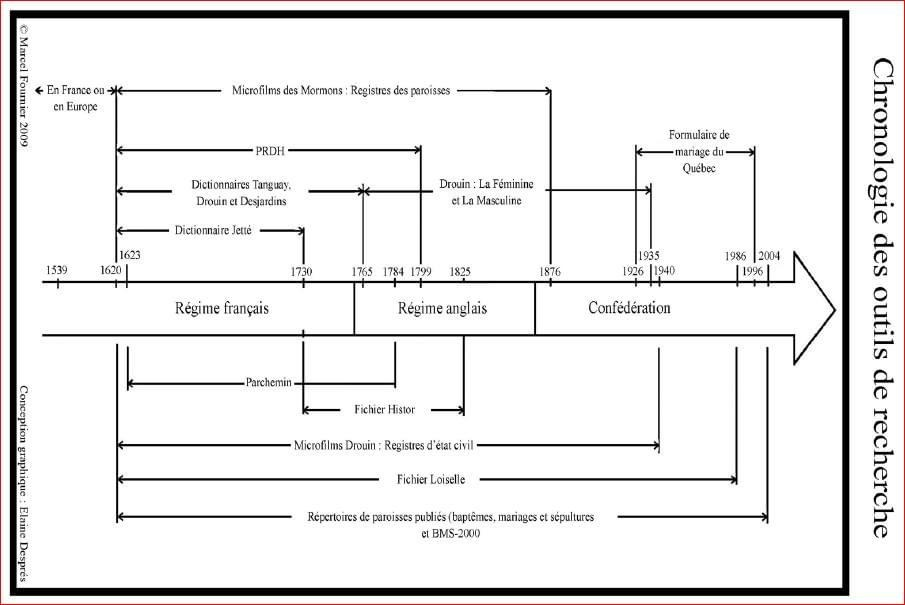 Chronologie des outils de recherche
© Marcel Fournier 2009
En France ou
en Europe
Microfilms des Mormons : Registres des paroisses
Formulaire de
mariage du
Québec
PRDH
Dictionnaires Tanguay,
Drouin et Desjardins
Drouin : La Féminine
et La Masculine
Dictionnaire Jetté
1539
1620
1623
1730
1765
1784
1799
1825
1876
1926
1935
1940
1986
1996
2004
Régime français
Régime anglais
Confédération
Parchemin
Fichier Histor
Microfilms Drouin : Registres d'état civil
Fichier Loiselle
Répertoires de paroisses publiés (baptêmes, mariages et sépultures
et BMS-2000
Conception graphique : Elaine Després